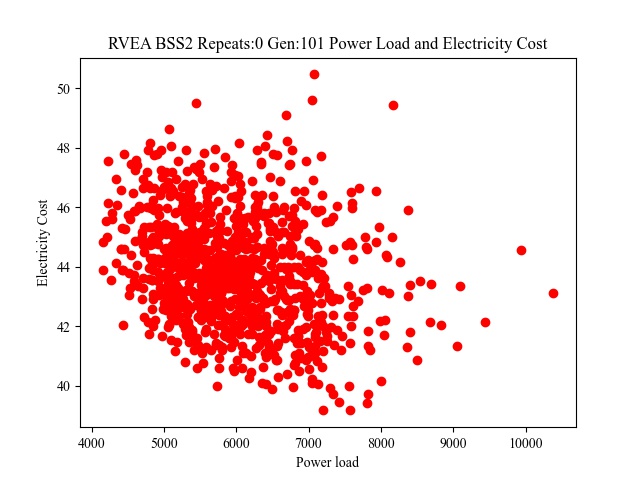 RVEA BSS2 Repeats:0 Gen:101 Power Load and Electricity Cost
Electricity Cost
50
48
46
44
42
40
4000 5000 6000 7000 8000 9000 10000
Power load